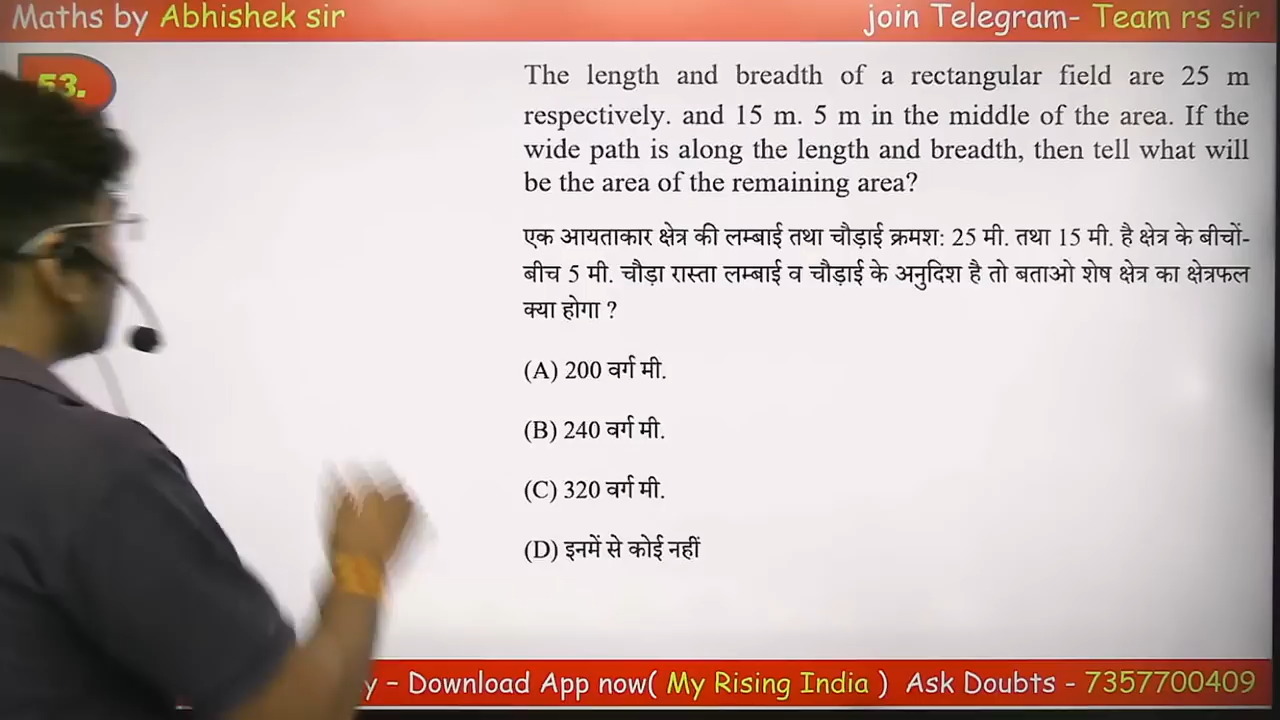 Maths by Abhishek sir
join Telegram- Team rs sir
53.
The length and breadth of a rectangular field are 25 m
respectively. and 15 m. 5 m in the middle of the area. If the
wide path is along the length and breadth, then tell what will
be the area of the remaining area?
एक आयताकार क्षेत्र की लम्बाई तथा चौड़ाई क्रमश: 25 मी. तथा 15 मी. है क्षेत्र के बीचों-
बीच 5 मी. चौड़ा रास्ता लम्बाई व चौड़ाई के अनुदिश है तो बताओ शेष क्षेत्र का क्षेत्रफल
क्या होगा ?
(A) 200 वर्ग मी.
(B) 240 वर्ग मी.
(C) 320 वर्ग मी.
(D) इनमें से कोई नहीं
– Download App now( My Rising India ) Ask Doubts - 7357700409